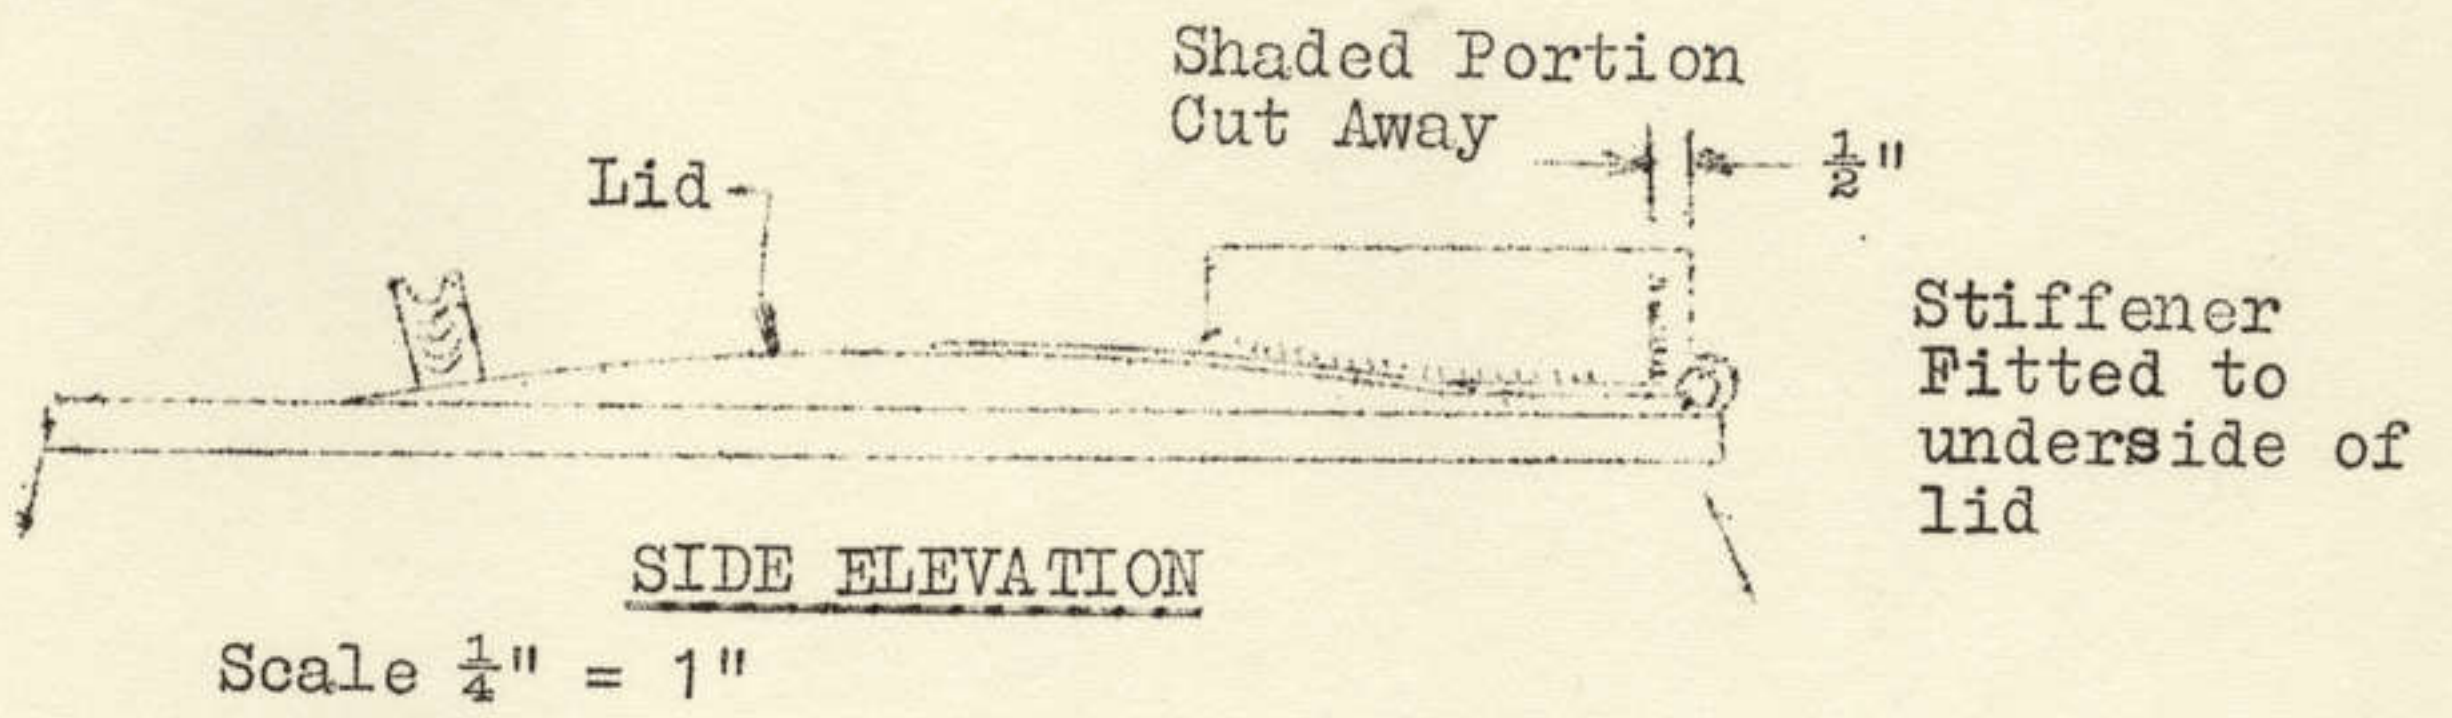 Shaded Portion
Cut Away
½"
Lid
Stiffener
Fitted to
underside of
lid
SIDE ELEVATION
Scale ¼" = 1"